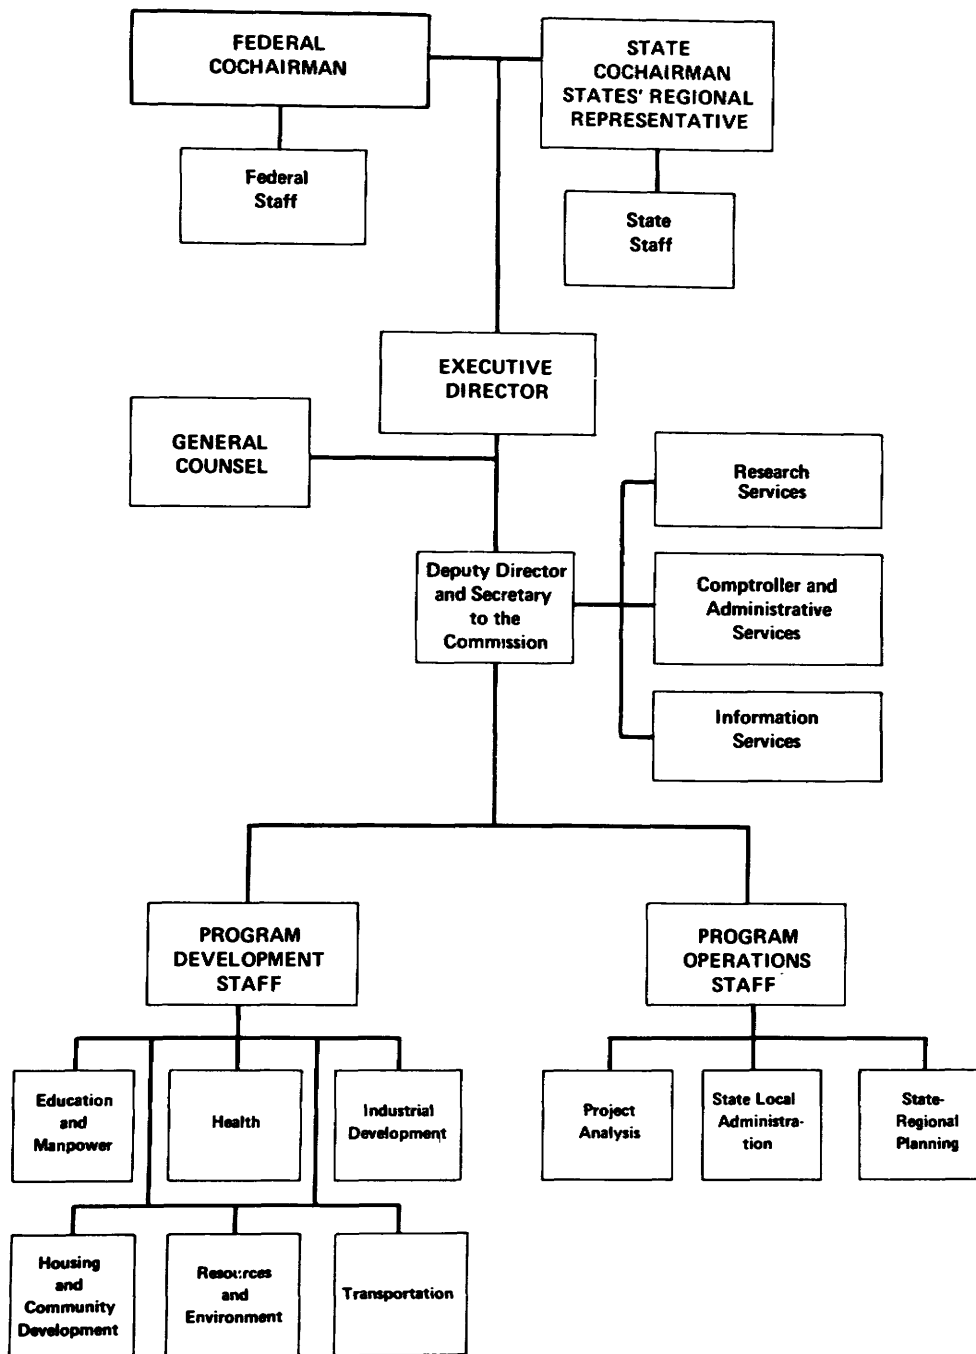 FEDERAL
COCHAIRMAN
STATE
COCHAIRMAN
STATES' REGIONAL
REPRESENTATIVE
Federal
Staff
State
Staff
EXECUTIVE
DIRECTOR
GENERAL
COUNSEL
Research
Services
Deputy Director
and Secretary
to the
Commission
Comptroller and
Administrative
Services
Information
Services
PROGRAM
DEVELOPMENT
STAFF
PROGRAM
OPERATIONS
STAFF
Education
and
Manpower
Health
Industrial
Development
Project
Analysis
State Local
Administra-
tion
State-
Regional
Planning
Housing
and
Community
Development
Resources
and
Environment
Transportation